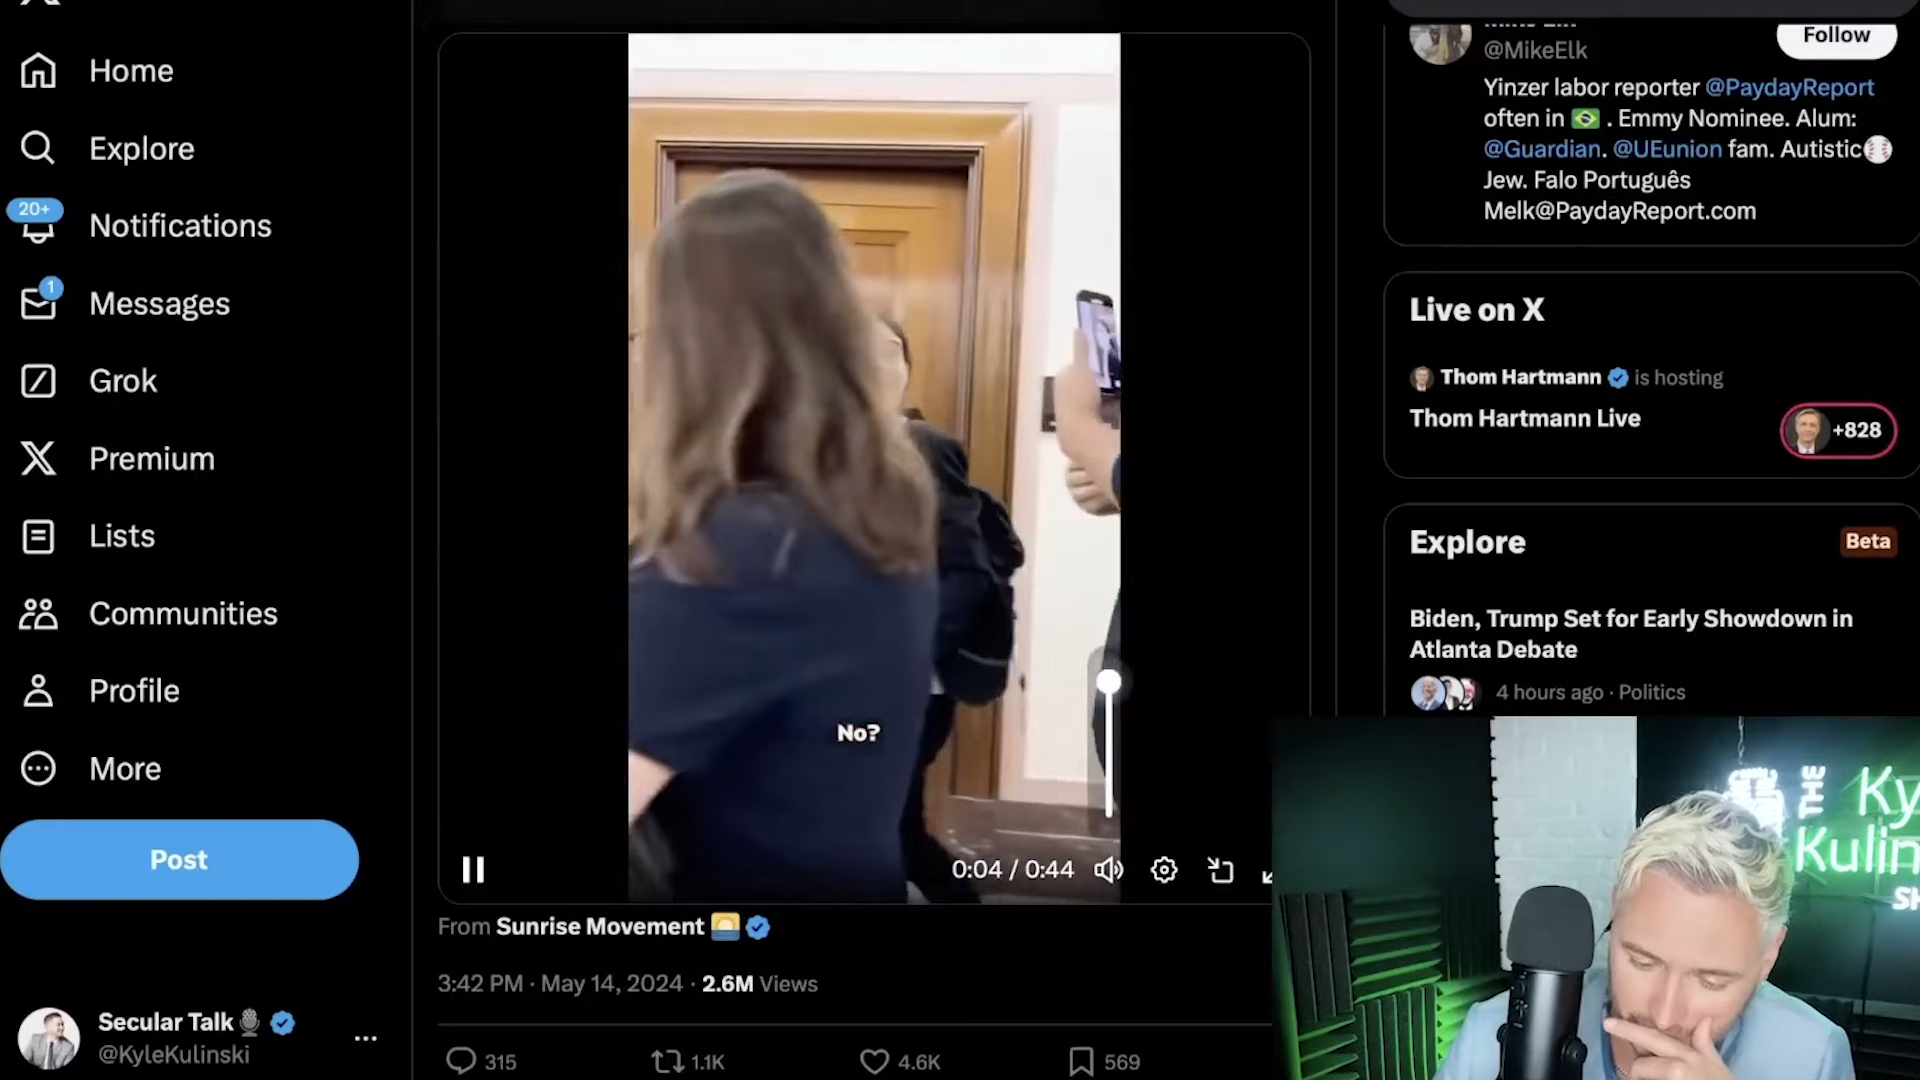 Home
Explore
20+
Notifications
1
Messages
Grok
Premium
Lists
Communities
Profile
More
Post
Secular Talk
@KyleKulinski
No?
0:04 / 0:44
From Sunrise Movement
3:42 PM · May 14, 2024 · 2.6M Views
315
1.1K
4.6K
569
@MikeElk
Follow
Yinzer labor reporter @PaydayReport
often in 🇧🇷 . Emmy Nominee. Alum:
@Guardian. @UEunion fam. Autistic⚾
Jew. Falo Português
Melk@PaydayReport.com
Live on X
Thom Hartmann is hosting
Thom Hartmann Live
+828
Explore
Beta
Biden, Trump Set for Early Showdown in
Atlanta Debate
4 hours ago · Politics
THE
Ky
Kulin
SH